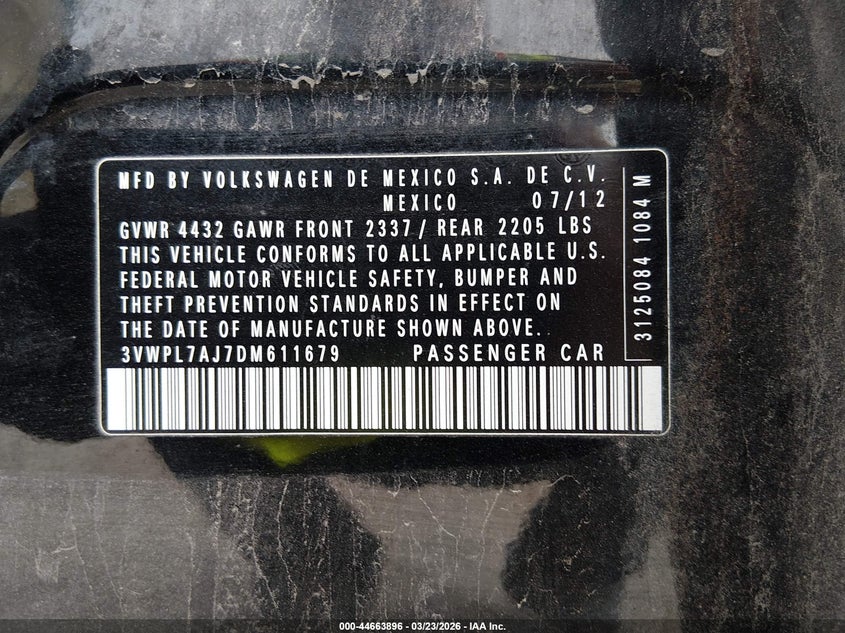 MFD BY VOLKSWAGEN DE MEXICO S.A. DE C.V.
MEXICO 07/12
GVWR 4432 GAWR FRONT 2337/ REAR 2205 LBS
THIS VEHICLE CONFORMS TO ALL APPLICABLE U.S.
FEDERAL MOTOR VEHICLE SAFETY, BUMPER AND
THEFT PREVENTION STANDARDS IN EFFECT ON
THE DATE OF MANUFACTURE SHOWN ABOVE.
3VWPL7AJ7DM611679 PASSENGER CAR
3125084 1084 M
000-44663896 - 03/23/2026 - IAA Inc.